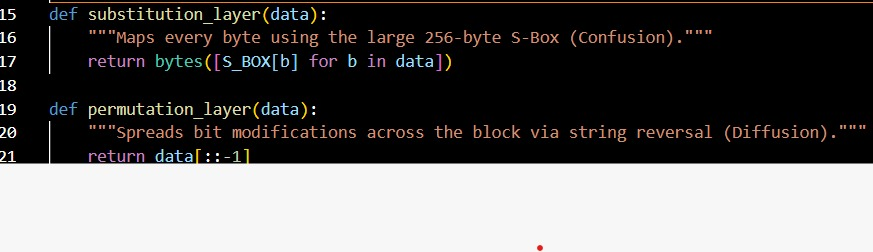 15 def substitution_layer(data):
16     """Maps every byte using the large 256-byte S-Box (Confusion)."""
17     return bytes([S_BOX[b] for b in data])
18
19 def permutation_layer(data):
20     """Spreads bit modifications across the block via string reversal (Diffusion)."""
21     return data[::-1]